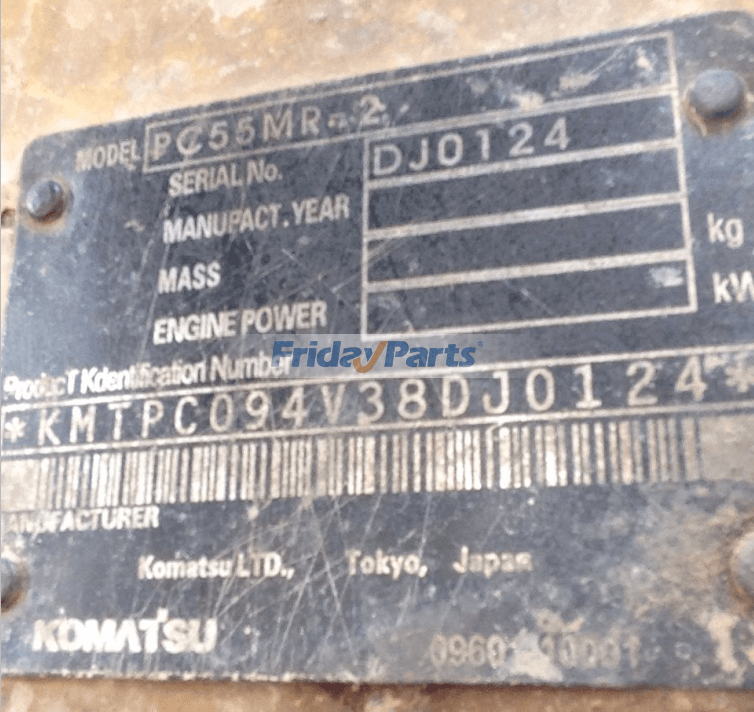 MODEL PC55MR-2
SERIAL No. DJ0124
MANUPACT.YEAR
MASS kg
ENGINE POWER kW
FridayParts
ProducT Kdentification Number
*KMTPC094V38DJ0124*
ANUFACTURER
Komatsu LTD., Tokyo, Japan
KOMATSU